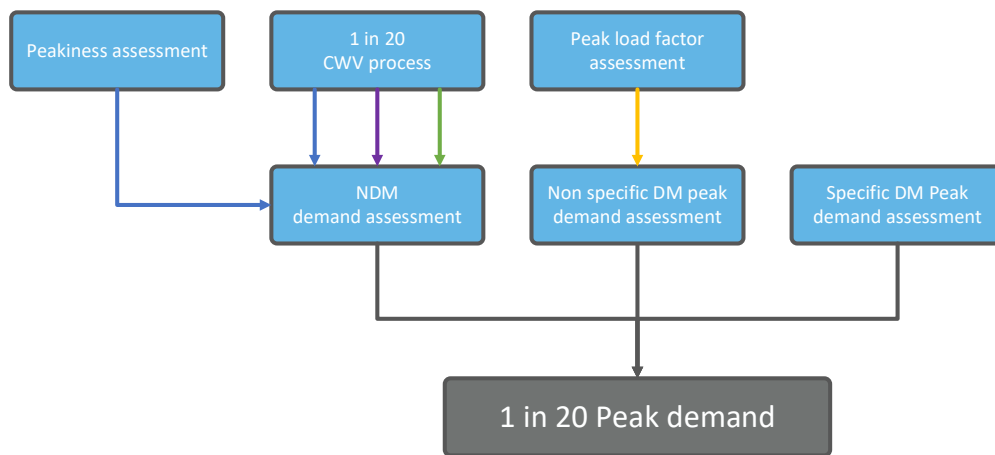 Peakiness assessment
1 in 20
CWV process
Peak load factor
assessment
NDM
demand assessment
Non specific DM peak
demand assessment
Specific DM Peak
demand assessment
1 in 20 Peak demand